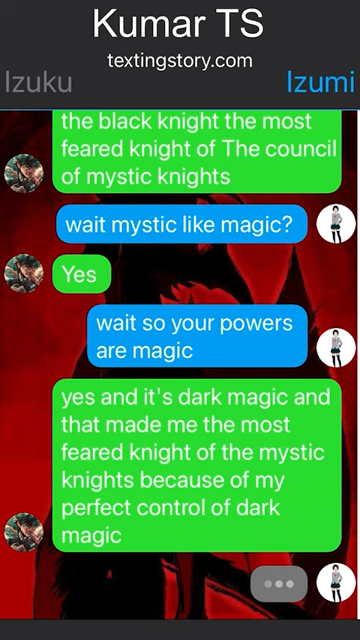 Kumar TS
textingstory.com
Izuku
Izumi
the black knight the most
feared knight of The council
of mystic knights
wait mystic like magic?
Yes
wait so your powers
are magic
yes and it's dark magic and
that made me the most
feared knight of the mystic
knights because of my
perfect control of dark
magic